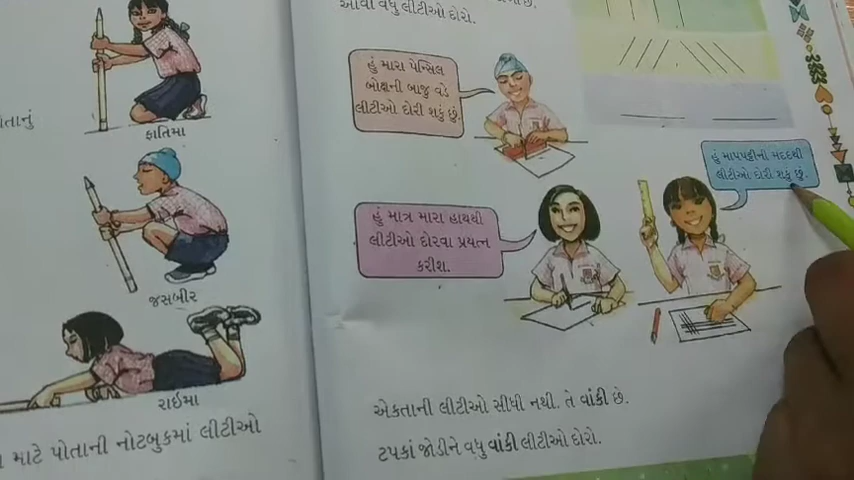 તાનું
ફાતિમા
જસબીર
રાઈમા
માટે પોતાની નોટબુકમાં લીટીઓ
આવી વધુ લીટીઓ દોરો.
હું મારા પેન્સિલ
બોક્ષની બાજુ વડે
લીટીઓ દોરી શકું છું.
હું માપપટ્ટીની મદદથી
લીટીઓ દોરી શકું છું.
હું માત્ર મારા હાથથી
લીટીઓ દોરવા પ્રયત્ન
કરીશ.
એકતાની લીટીઓ સીધી નથી. તે વાંકી છે.
ટપકાં જોડીને વધુ વાંકી લીટીઓ દોરો.